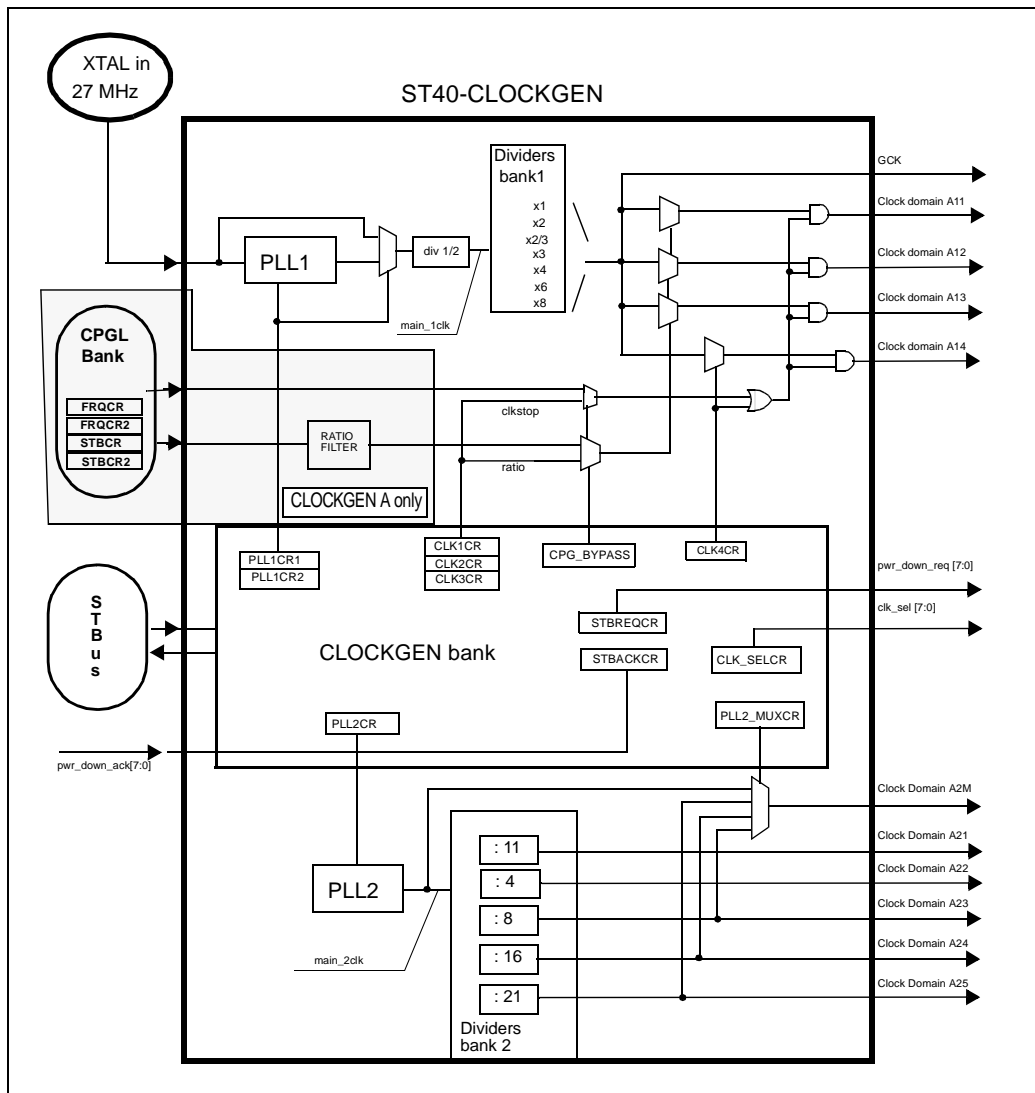 XTAL in
27 MHz
ST40-CLOCKGEN
Dividers
bank1
x1
x2
x2/3
x3
x4
x6
x8
GCK
Clock domain A11
Clock domain A12
Clock domain A13
Clock domain A14
PLL1
div 1/2
main_1clk
CPGL
Bank
FRQCR
FRQCR2
STBCR
STBCR2
clkstop
RATIO
FILTER
ratio
CLOCKGEN A only
PLL1CR1
PLL1CR2
CLK1CR
CLK2CR
CLK3CR
CPG_BYPASS
CLK4CR
pwr_down_req [7:0]
clk_sel [7:0]
S
T
B
u
s
STBREQCR
CLOCKGEN bank
STBACKCR
CLK_SELCR
PLL2CR
PLL2_MUXCR
pwr_down_ack[7:0]
Clock Domain A2M
Clock Domain A21
Clock Domain A22
Clock Domain A23
Clock Domain A24
Clock Domain A25
PLL2
main_2clk
: 11
: 4
: 8
: 16
: 21
Dividers
bank 2